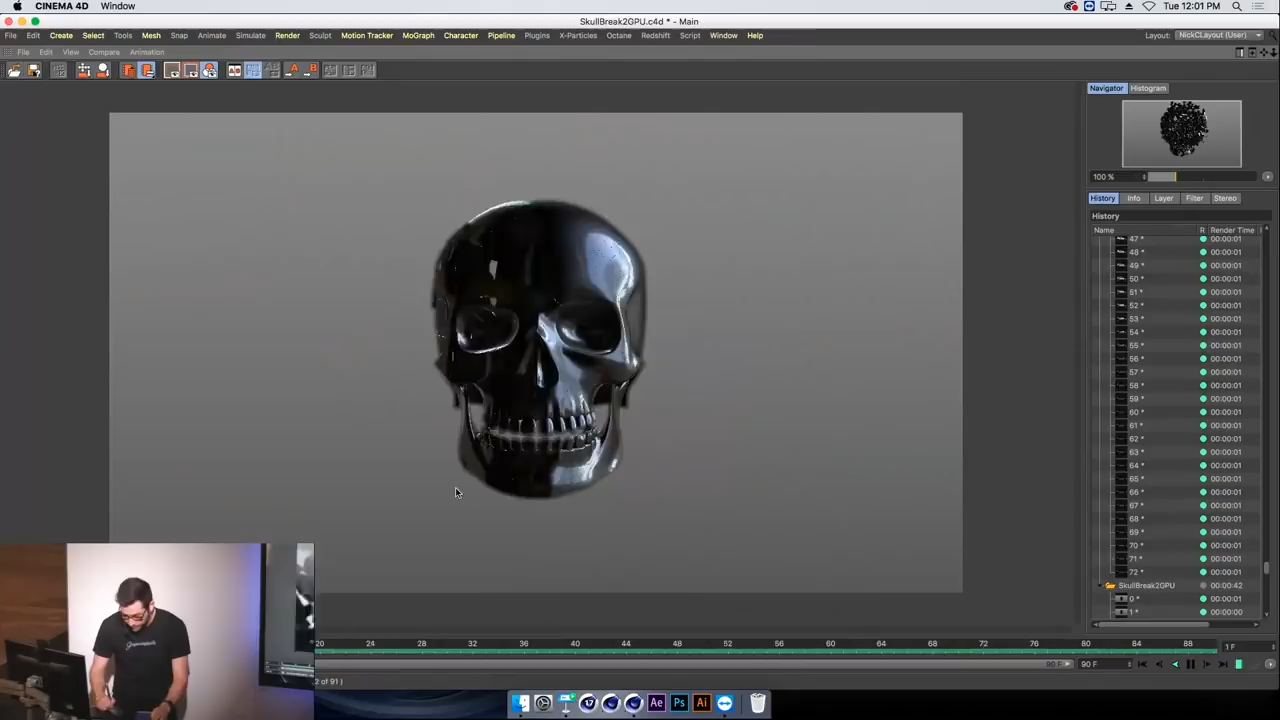 CINEMA 4D Window
Tue 12:01 PM
SkullBreak2GPU.c4d * - Main
File Edit Create Select Tools Mesh Snap Animate Simulate Render Sculpt Motion Tracker MoGraph Character Pipeline Plugins X-Particles Octane Redshift Script Window Help
Layout: NickCLayout (User)
File Edit View Compare Animation
A B
Navigator Histogram
100 %
History Info Layer Filter Stereo
History
Name R Render Time
47 * 00:00:01
48 * 00:00:01
49 * 00:00:01
50 * 00:00:01
51 * 00:00:01
52 * 00:00:01
53 * 00:00:01
54 * 00:00:01
55 * 00:00:01
56 * 00:00:01
57 * 00:00:01
58 * 00:00:01
59 * 00:00:01
60 * 00:00:01
61 * 00:00:01
62 * 00:00:01
63 * 00:00:01
64 * 00:00:01
65 * 00:00:01
66 * 00:00:01
67 * 00:00:01
68 * 00:00:01
69 * 00:00:01
70 * 00:00:01
71 * 00:00:01
72 * 00:00:01
SkullBreak2GPU 00:00:42
0 * 00:00:01
1 * 00:00:00
20 24 28 32 36 40 44 48 52 56 60 64 68 72 76 80 84 88
1 F
90 F 90 F
2 of 91 )
17 Ae Ps Ai